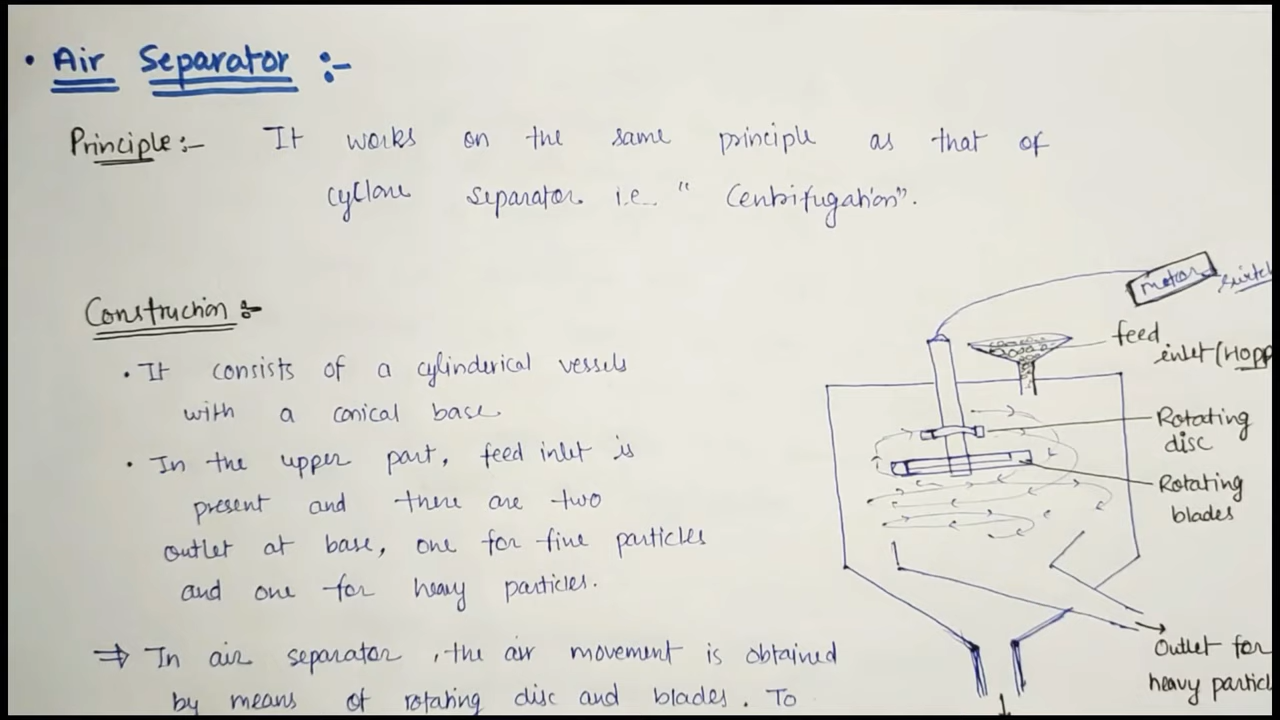 • Air Separator :-
Principle :- It works on the same principle as that of
cyclone separator i.e. " Centrifugation".
Construction :-
• It consists of a cylinderical vessels
with a conical base.
• In the upper part, feed inlet is
present and there are two
outlet at base, one for fine particles
and one for heavy particles.
⇒ In air separator, the air movement is obtained
by means of rotating disc and blades. To
motor
feed
inlet (Hopp
Rotating
disc
Rotating
blades
Outlet for
heavy particl